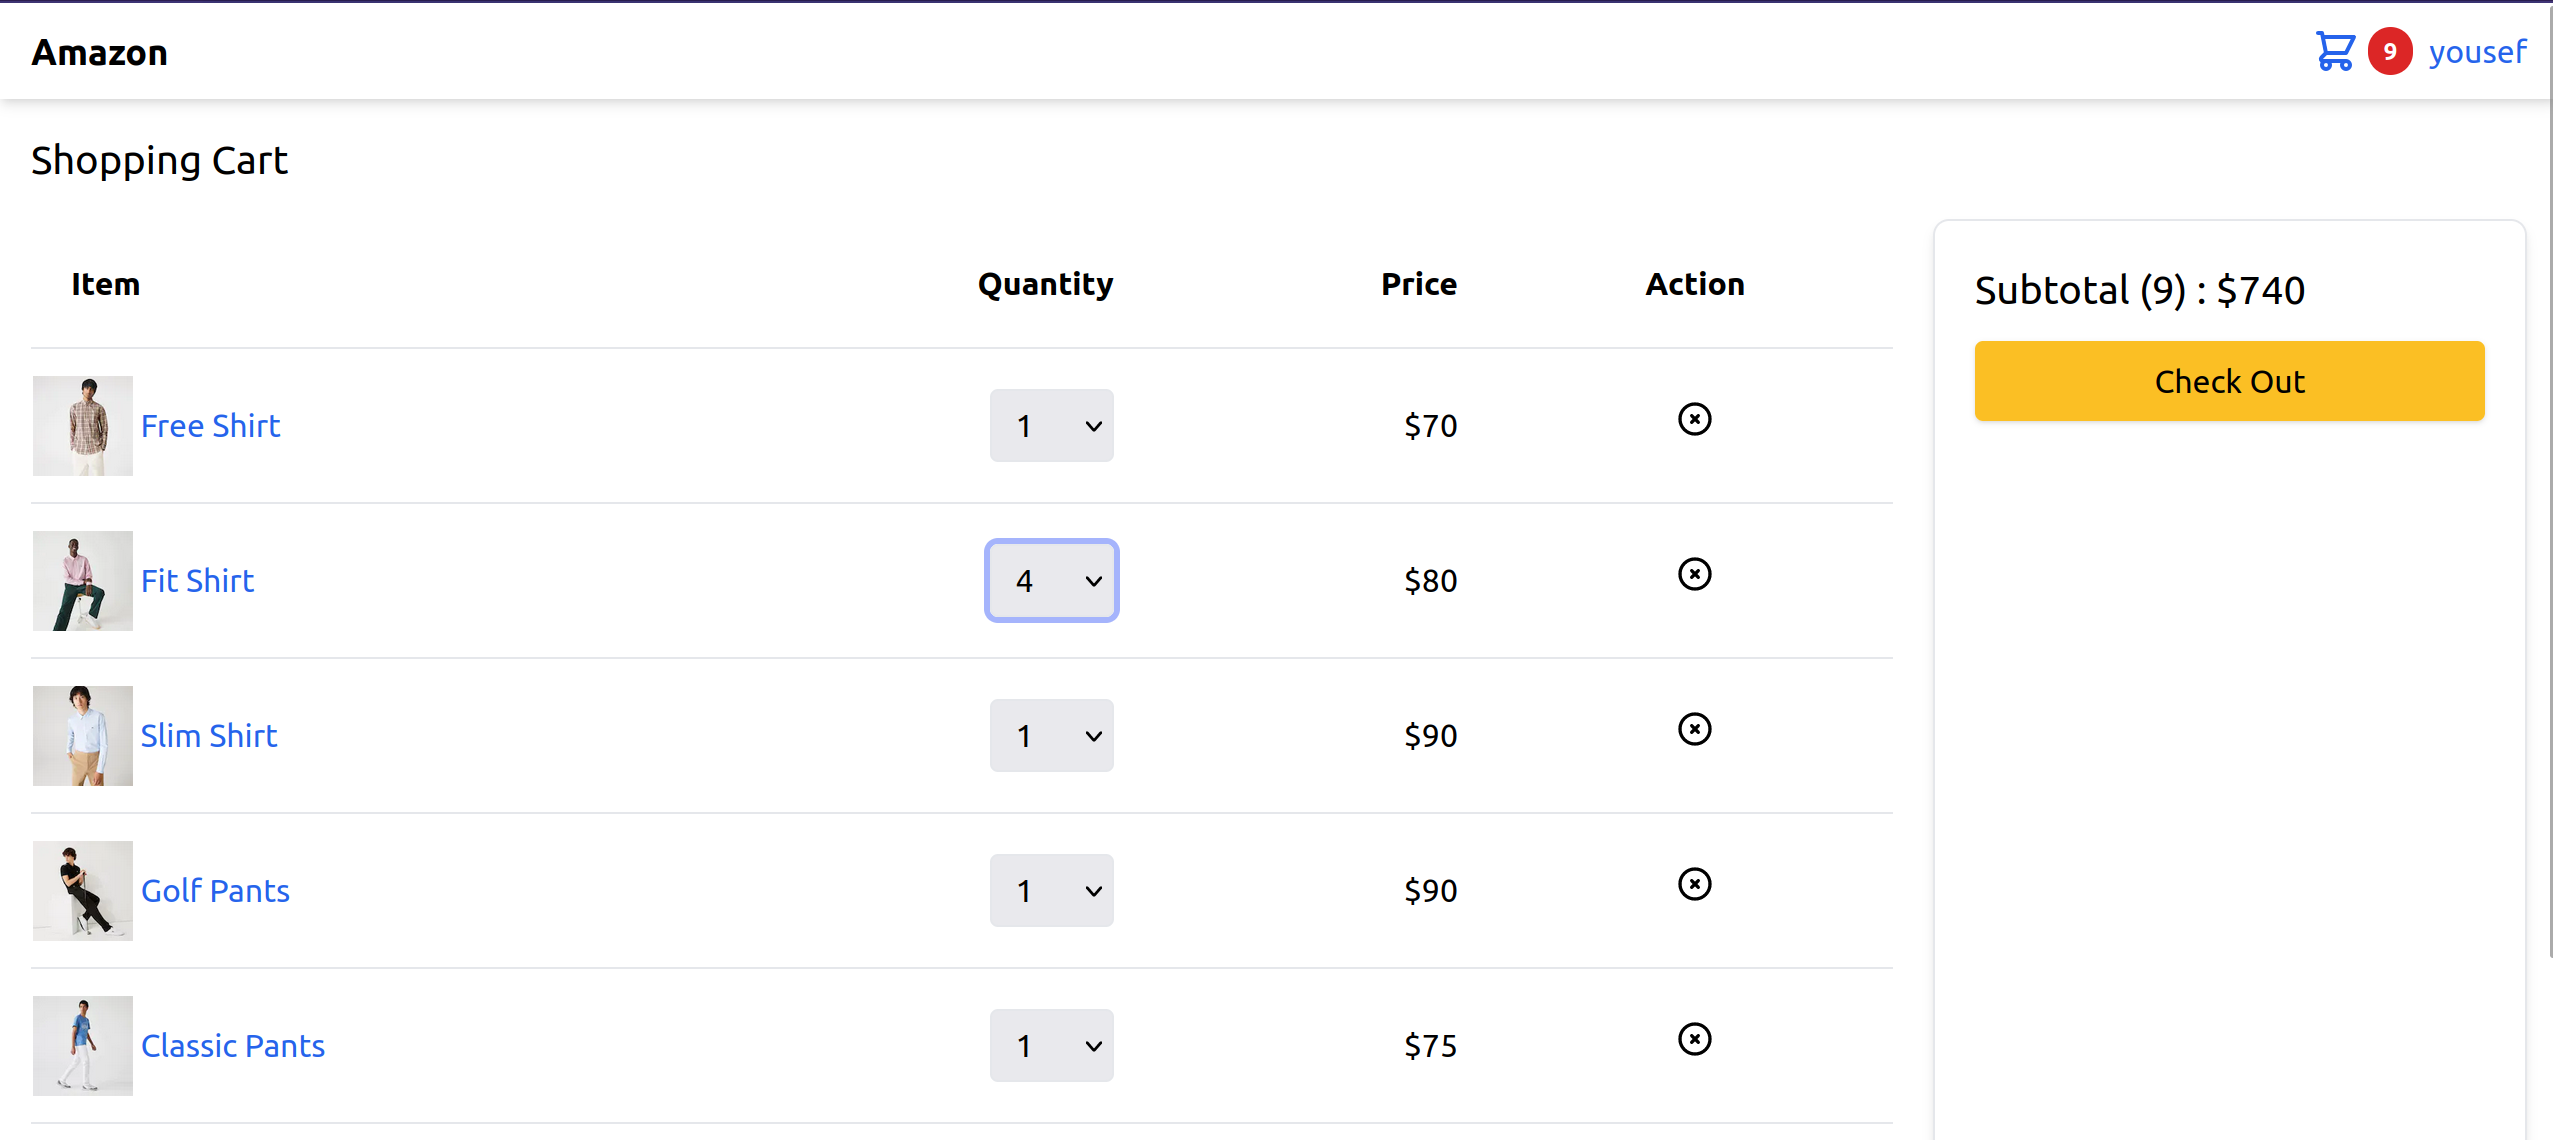 Amazon
9 yousef
Shopping Cart
Item Quantity Price Action
Free Shirt 1 $70
Fit Shirt 4 $80
Slim Shirt 1 $90
Golf Pants 1 $90
Classic Pants 1 $75
Subtotal (9) : $740
Check Out